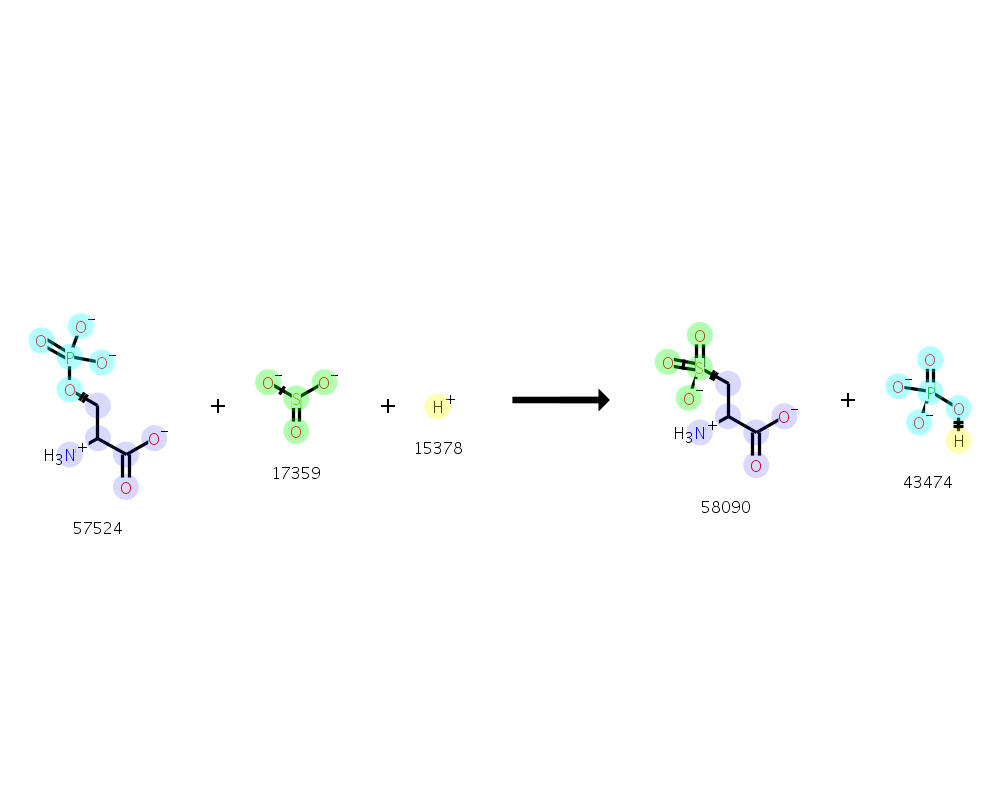 O O⁻ P O⁻ O H₃N⁺ O⁻ O
57524
+
O⁻ O⁻ S O
17359
+
H⁺
15378
O O S O⁻ H₃N⁺ O⁻ O
58090
+
O O⁻ P O O⁻ H
43474